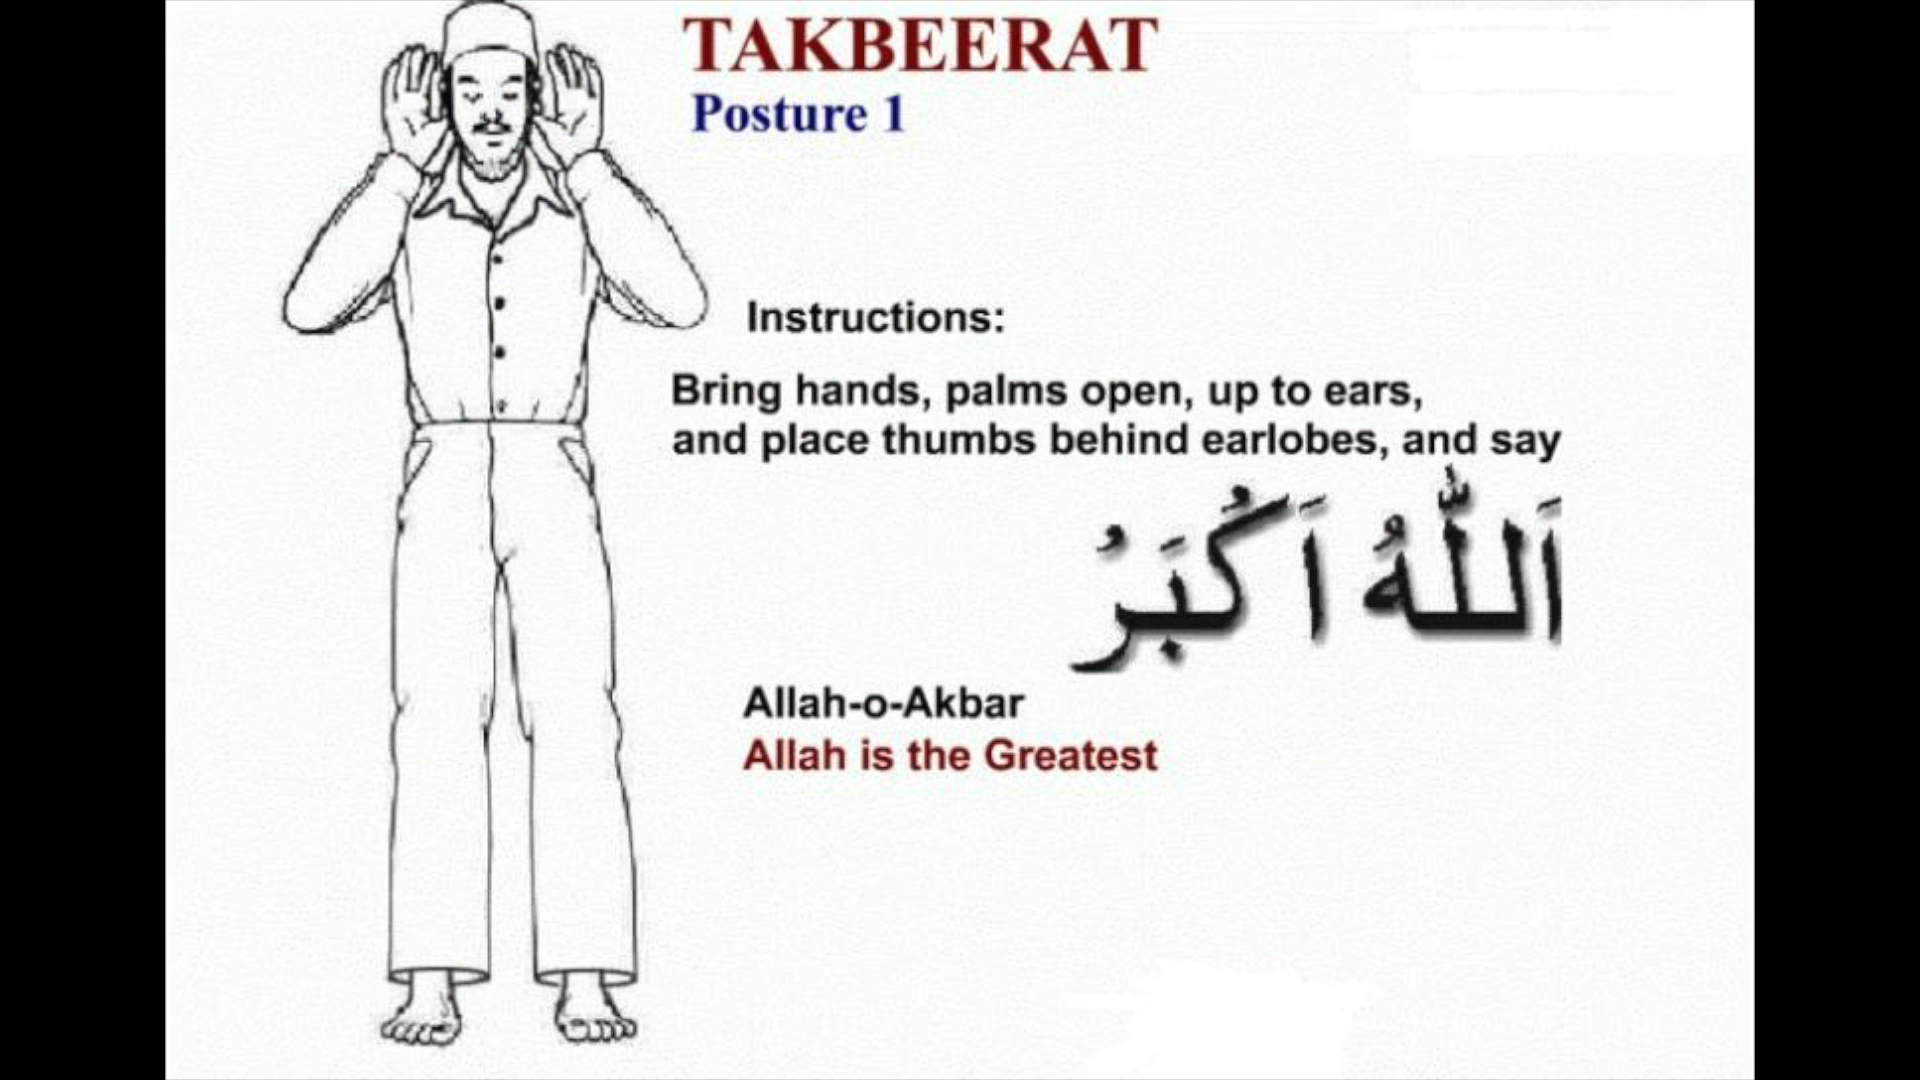 TAKBEERAT
Posture 1
Instructions:
Bring hands, palms open, up to ears,
and place thumbs behind earlobes, and say
اَللّٰهُ اَكُبَرُ
Allah-o-Akbar
Allah is the Greatest